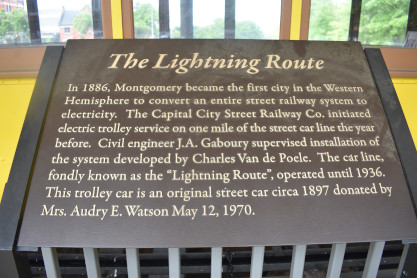 The Lightning Route
In 1886, Montgomery became the first city in the Western
Hemisphere to convert an entire street railway system to
electricity. The Capital City Street Railway Co. initiated
electric trolley service on one mile of the street car line the year
before. Civil engineer J.A. Gaboury supervised installation of
the system developed by Charles Van de Poele. The car line,
fondly known as the "Lightning Route", operated until 1936.
This trolley car is an original street car circa 1897 donated by
Mrs. Audry E. Watson May 12, 1970.